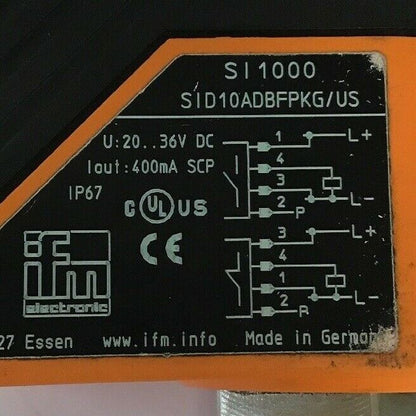 SI1000
SID10ADBFPKG/US
U:20..36V DC
Iout:400mA SCP
IP67
C UL US
CE
1
4
3
2
L+
L-
P
3
4
1
2
L+
L-
R
ifm
electronic
27 Essen www.ifm.info Made in German